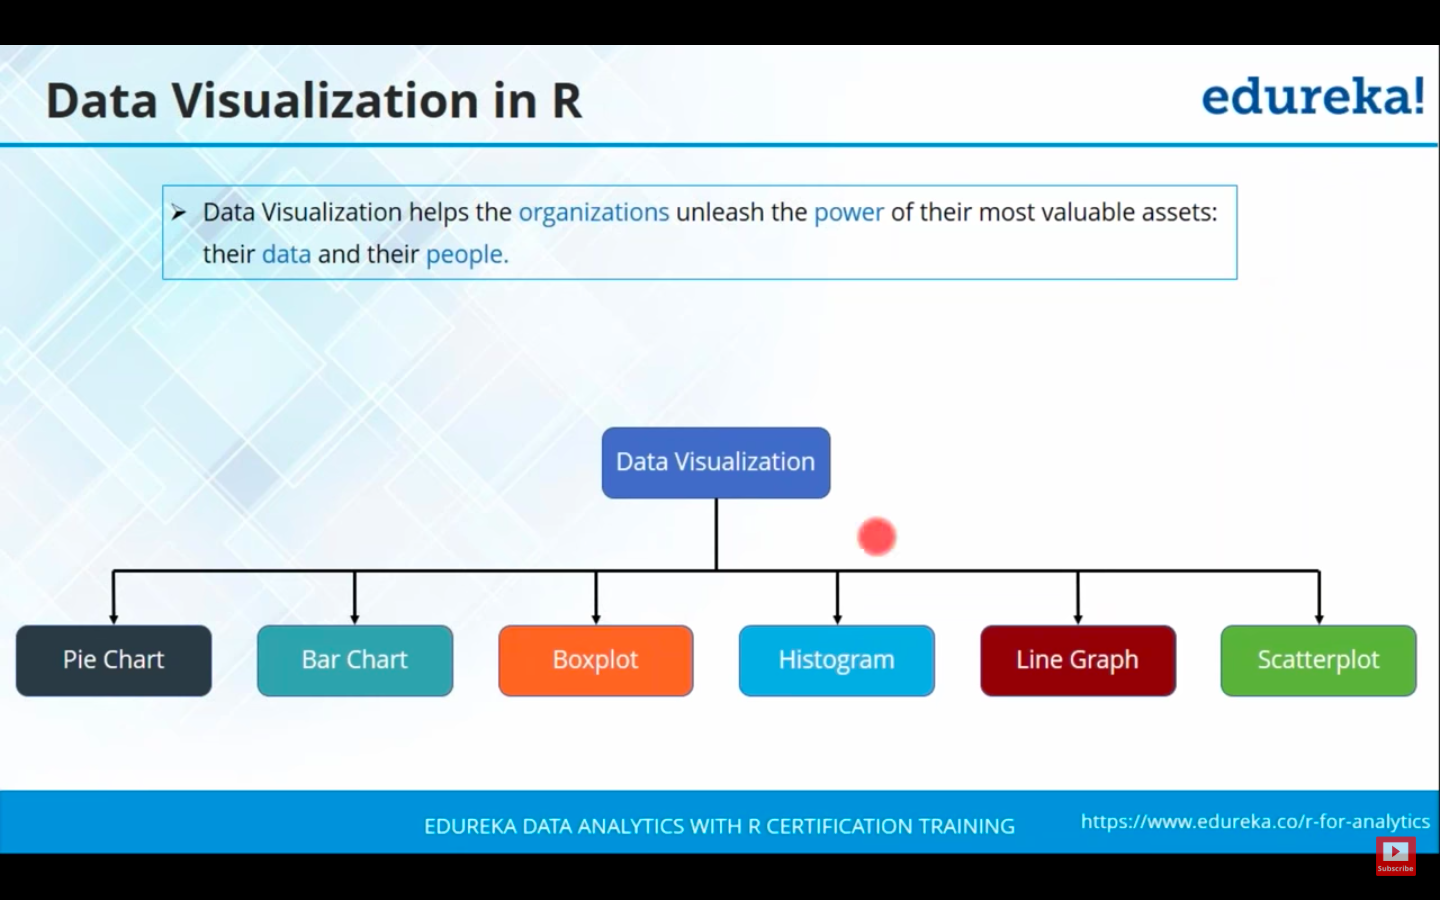 Data Visualization in R
edureka!
➢ Data Visualization helps the organizations unleash the power of their most valuable assets:
their data and their people.
Data Visualization
Pie Chart
Bar Chart
Boxplot
Histogram
Line Graph
Scatterplot
EDUREKA DATA ANALYTICS WITH R CERTIFICATION TRAINING
https://www.edureka.co/r-for-analytics
Subscribe